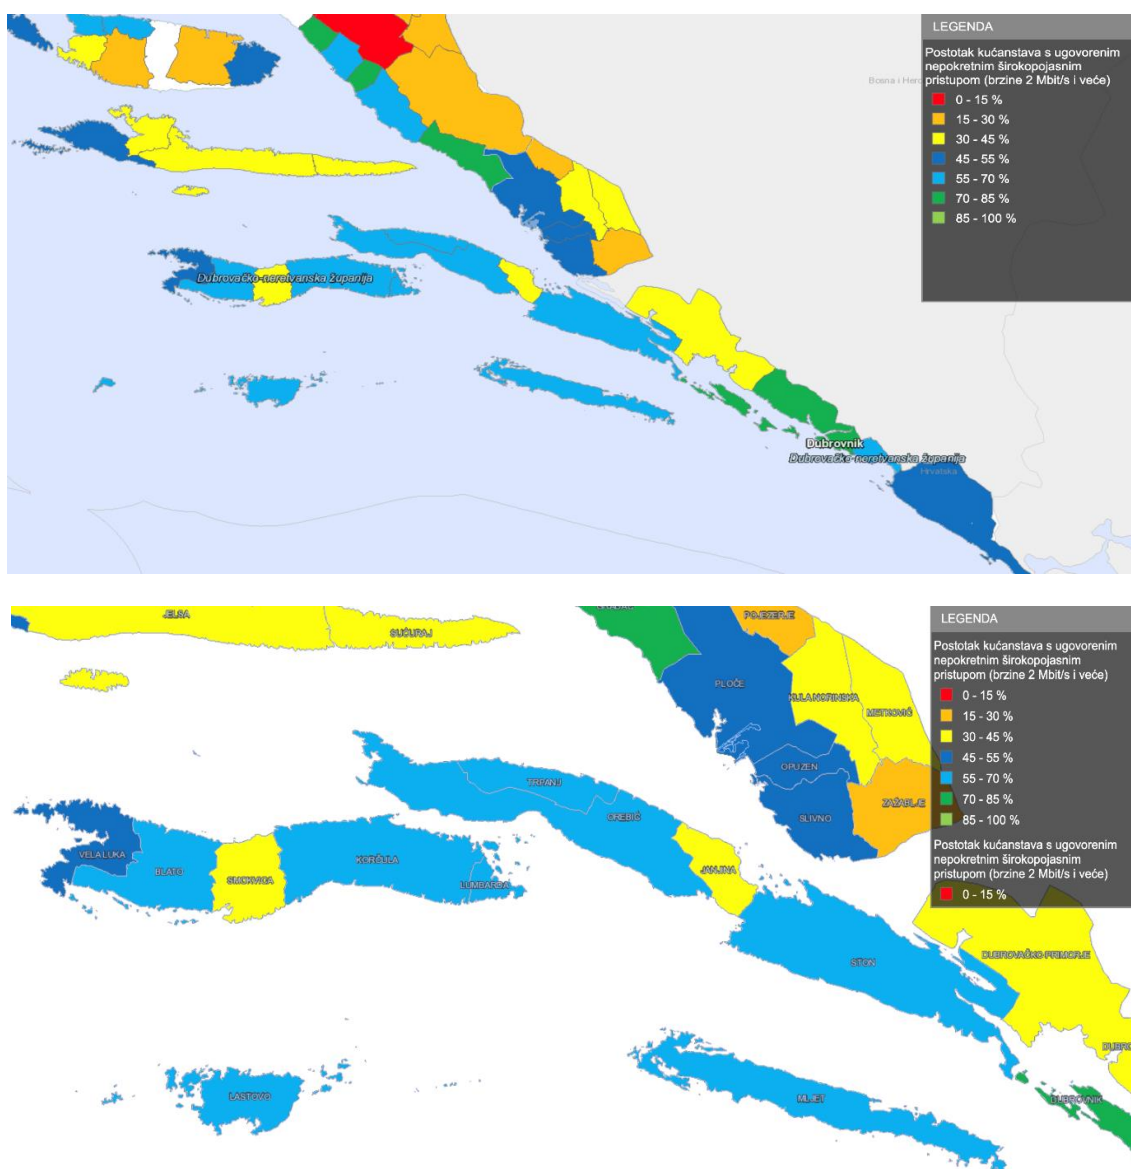 LEGENDA
Postotak kućanstava s ugovorenim
nepokretnim širokopojasnim
pristupom (brzine 2 Mbit/s i veće)
0 - 15 %
15 - 30 %
30 - 45 %
45 - 55 %
55 - 70 %
70 - 85 %
85 - 100 %
Bosna i Herc
Dubrovačko-neretvanska županija
Dubrovnik
Dubrovačko-neretvanska županija
Hrvatska
LEGENDA
Postotak kućanstava s ugovorenim
nepokretnim širokopojasnim
pristupom (brzine 2 Mbit/s i veće)
0 - 15 %
15 - 30 %
30 - 45 %
45 - 55 %
55 - 70 %
70 - 85 %
85 - 100 %
Postotak kućanstava s ugovorenim
nepokretnim širokopojasnim
pristupom (brzine 2 Mbit/s i veće)
0 - 15 %
JELSA
SUĆURAJ
POJEZERJE
PLOČE
KULA NORINSKA
METKOVIĆ
OPUZEN
SLIVNO
ZAŽABLJE
TRPANJ
OREBIĆ
VELA LUKA
BLATO
SMOKVICA
KORČULA
LUMBARDA
JANJINA
STON
DUBROVAČKO PRIMORJE
LASTOVO
MLJET
DUBROVNIK